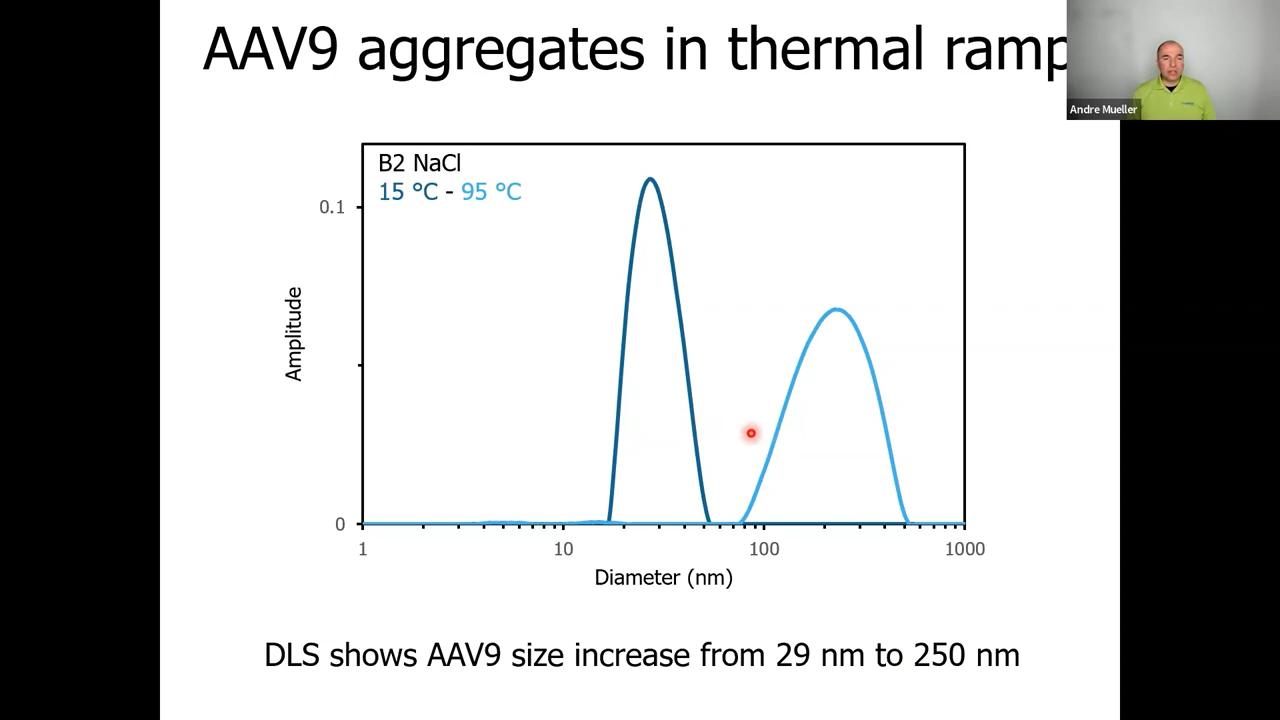 AAV9 aggregates in thermal ramp
Andre Mueller
B2 NaCl
15 °C - 95 °C
0.1
Amplitude
0
1
10
100
1000
Diameter (nm)
DLS shows AAV9 size increase from 29 nm to 250 nm